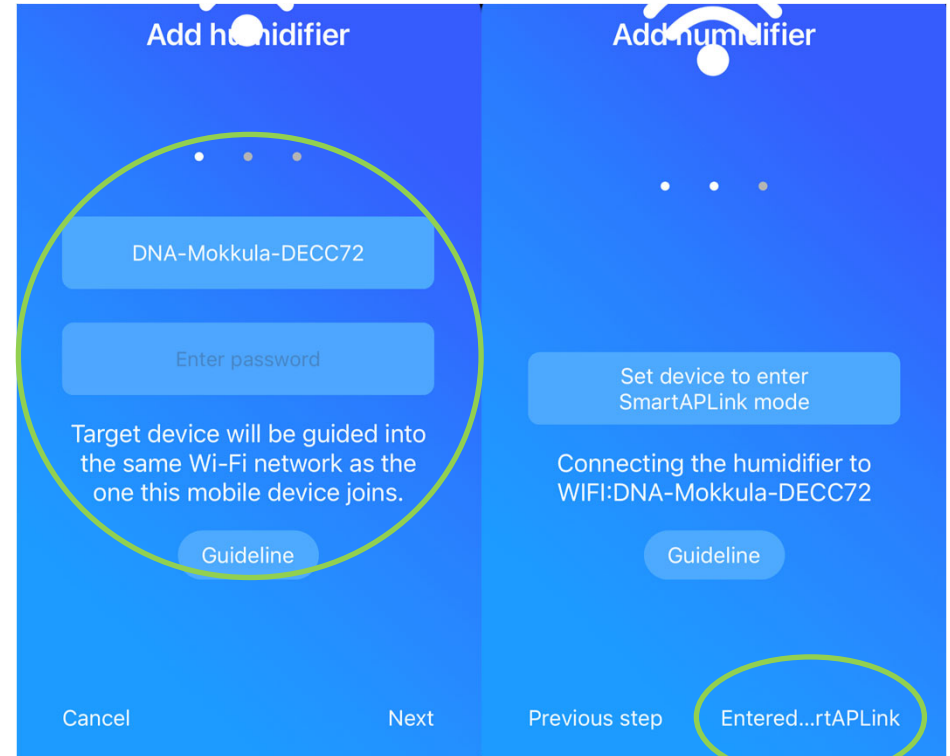 Add humidifier
DNA-Mokkula-DECC72
Enter password
Target device will be guided into
the same Wi-Fi network as the
one this mobile device joins.
Guideline
Cancel
Next
Add humidifier
Set device to enter
SmartAPLink mode
Connecting the humidifier to
WIFI:DNA-Mokkula-DECC72
Guideline
Previous step
Entered...rtAPLink